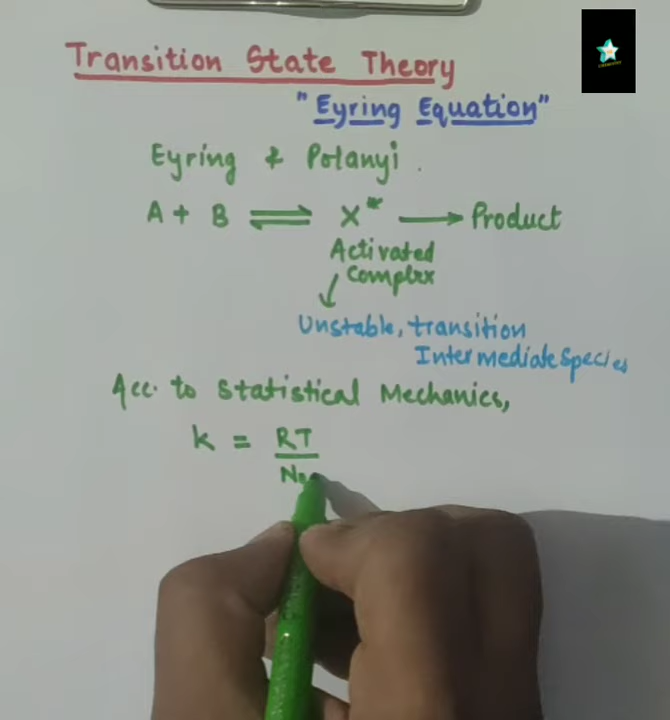 Transition State Theory
"Eyring Equation"
Eyring & Polanyi .
A + B ⇌ X* → Product
Activated
Complex
Unstable, transition
Intermediate Species
Acc. to Statistical Mechanics,
k = RT
N